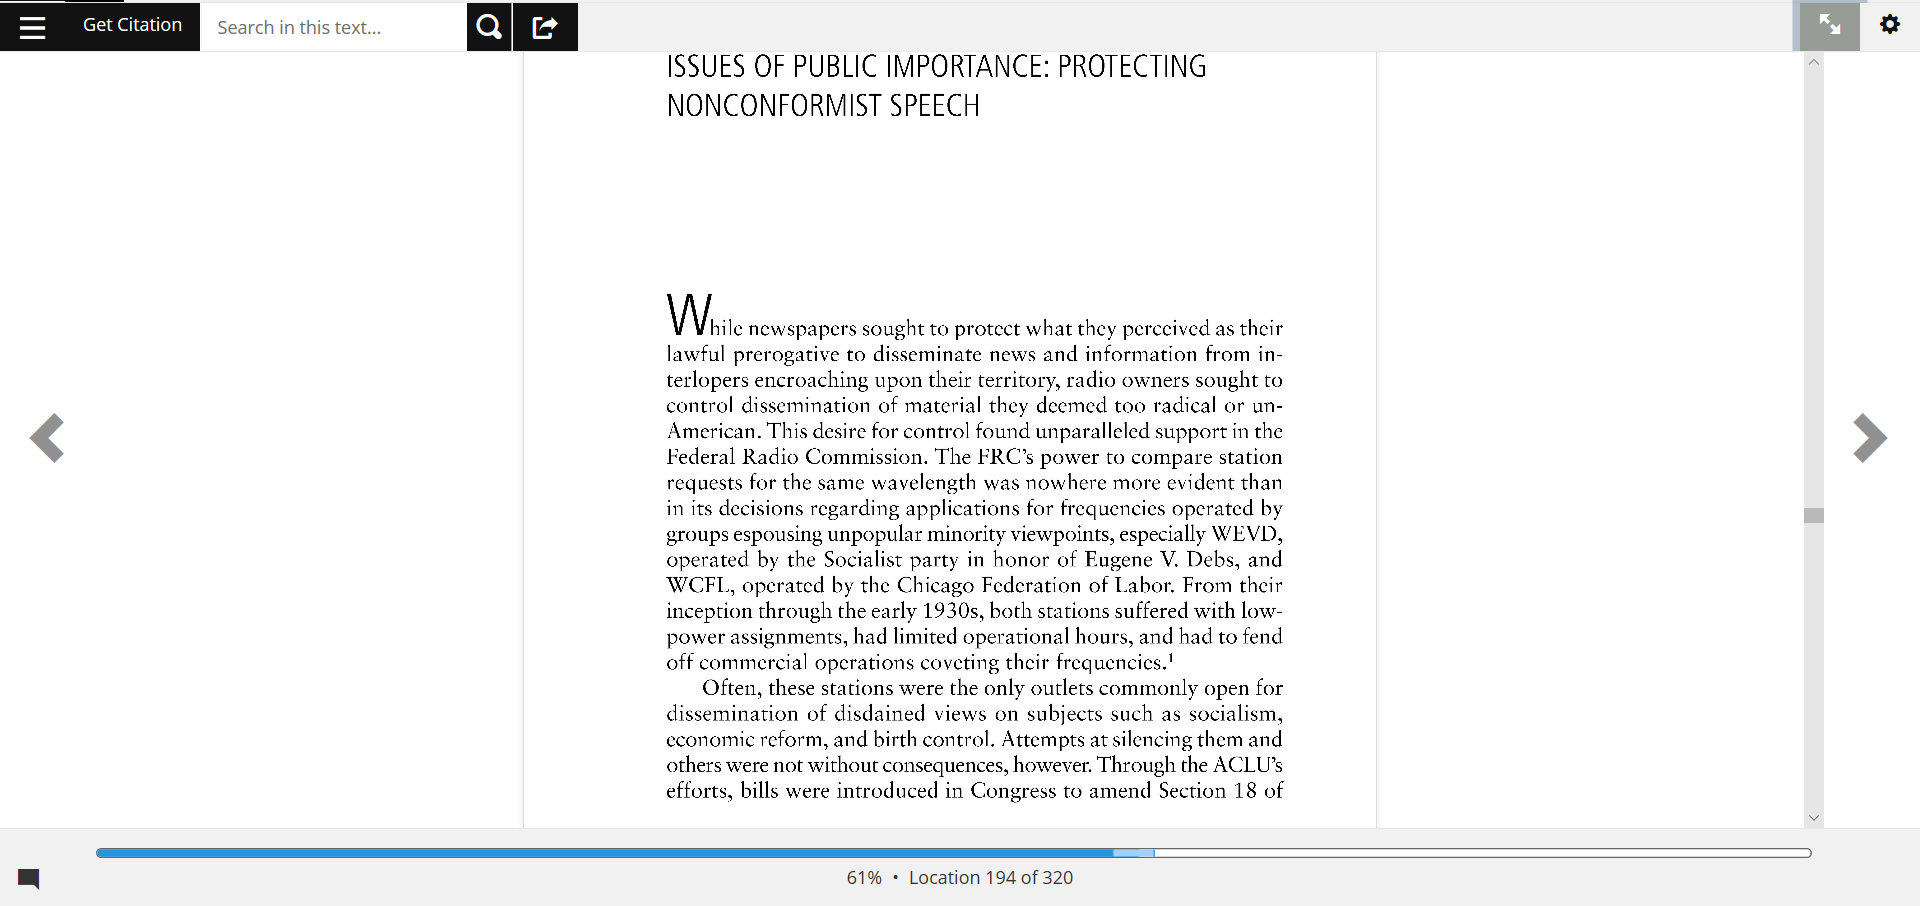 Get Citation
Search in this text...
ISSUES OF PUBLIC IMPORTANCE: PROTECTING
NONCONFORMIST SPEECH
While newspapers sought to protect what they perceived as their
lawful prerogative to disseminate news and information from in-
terlopers encroaching upon their territory, radio owners sought to
control dissemination of material they deemed too radical or un-
American. This desire for control found unparalleled support in the
Federal Radio Commission. The FRC's power to compare station
requests for the same wavelength was nowhere more evident than
in its decisions regarding applications for frequencies operated by
groups espousing unpopular minority viewpoints, especially WEVD,
operated by the Socialist party in honor of Eugene V. Debs, and
WCFL, operated by the Chicago Federation of Labor. From their
inception through the early 1930s, both stations suffered with low-
power assignments, had limited operational hours, and had to fend
off commercial operations coveting their frequencies.¹
Often, these stations were the only outlets commonly open for
dissemination of disdained views on subjects such as socialism,
economic reform, and birth control. Attempts at silencing them and
others were not without consequences, however. Through the ACLU's
efforts, bills were introduced in Congress to amend Section 18 of
61% • Location 194 of 320